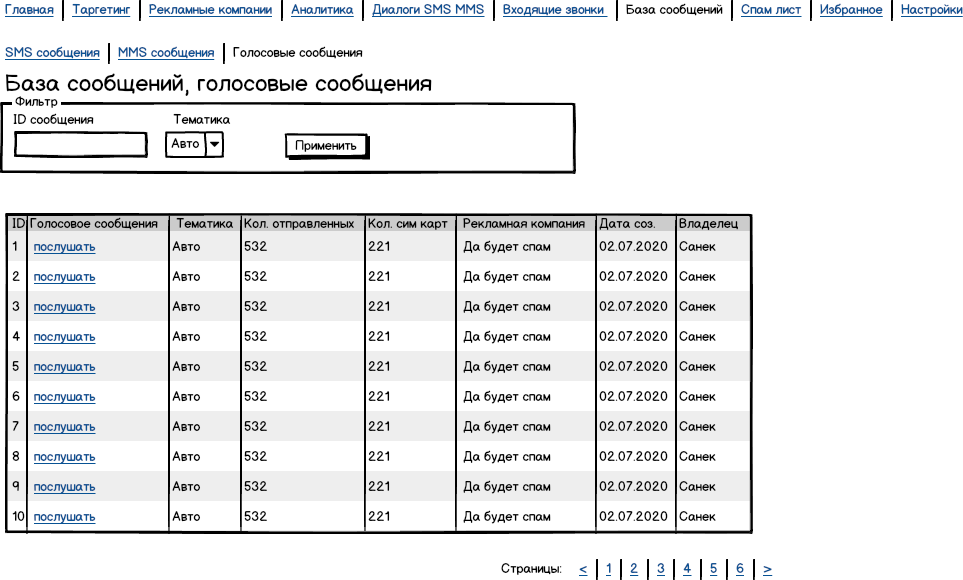 Главная Таргетинг Рекламные компании Аналитика Диалоги SMS MMS Входящие звонки База сообщений Спам лист Избранное Настройки
SMS сообщения MMS сообщения Голосовые сообщения
База сообщений, голосовые сообщения
Фильтр
ID сообщения Тематика
Авто Применить
ID Голосовое сообщения Тематика Кол. отправленных Кол. сим карт Рекламная компания Дата соз. Владелец
1 послушать Авто 532 221 Да будет спам 02.07.2020 Санек
2 послушать Авто 532 221 Да будет спам 02.07.2020 Санек
3 послушать Авто 532 221 Да будет спам 02.07.2020 Санек
4 послушать Авто 532 221 Да будет спам 02.07.2020 Санек
5 послушать Авто 532 221 Да будет спам 02.07.2020 Санек
6 послушать Авто 532 221 Да будет спам 02.07.2020 Санек
7 послушать Авто 532 221 Да будет спам 02.07.2020 Санек
8 послушать Авто 532 221 Да будет спам 02.07.2020 Санек
9 послушать Авто 532 221 Да будет спам 02.07.2020 Санек
10 послушать Авто 532 221 Да будет спам 02.07.2020 Санек
Страницы: < 1 2 3 4 5 6 >